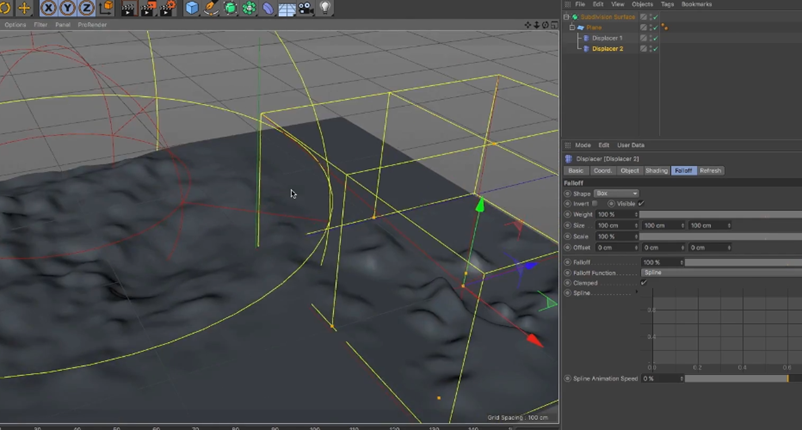 File Edit View Objects Tags Bookmarks
X Y Z
Options Filter Panel ProRender
Subdivision Surface
Plane
Displacer 1
Displacer 2
Mode Edit User Data
Displacer [Displacer 2]
Basic Coord. Object Shading Falloff Refresh
Falloff
Shape Box
Invert Visible
Weight 100 %
Size 100 cm 100 cm 100 cm
Scale 100 %
Offset 0 cm 0 cm 0 cm
Falloff 100 %
Falloff Function Spline
Clamped
Spline
0.0 0.2 0.4 0.6
Spline Animation Speed 0 %
Grid Spacing : 100 cm